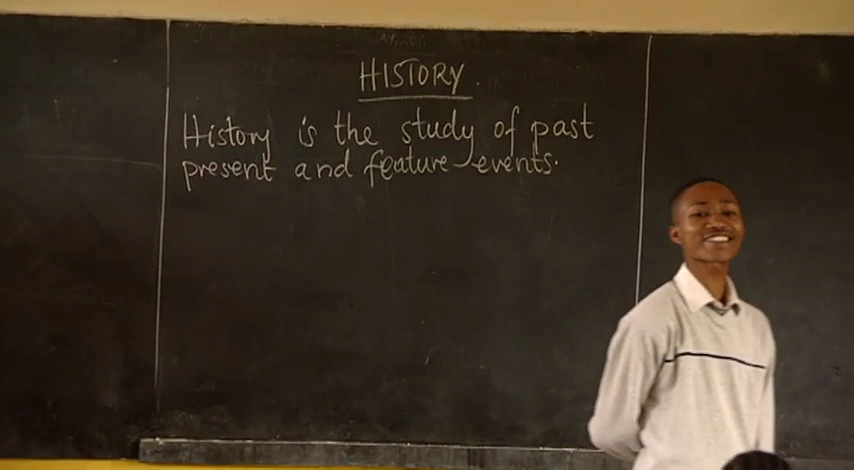 HISTORY.
History is the study of past
present and feature events.